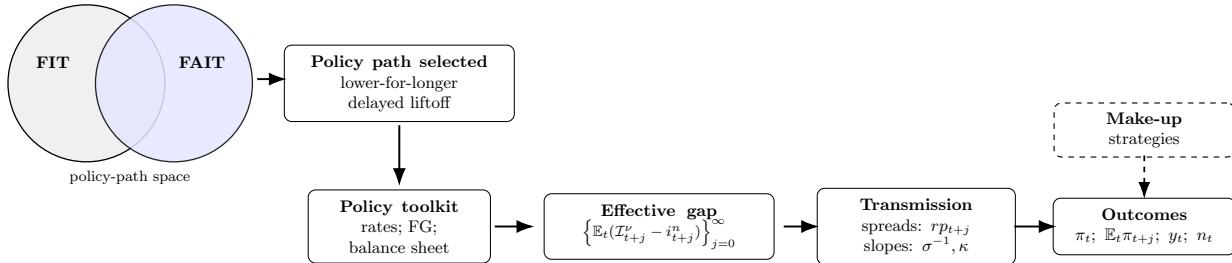 FIT
FAIT
policy-path space
Policy path selected
lower-for-longer
delayed liftoff
Policy toolkit
rates; FG;
balance sheet
Effective gap
{𝔼ₜ(ℐᵛₜ₊ⱼ − iⁿₜ₊ⱼ)}∞ⱼ₌₀
Transmission
spreads: rpₜ₊ⱼ
slopes: σ⁻¹, κ
Make-up
strategies
Outcomes
πₜ; 𝔼ₜπₜ₊ⱼ; yₜ; nₜ